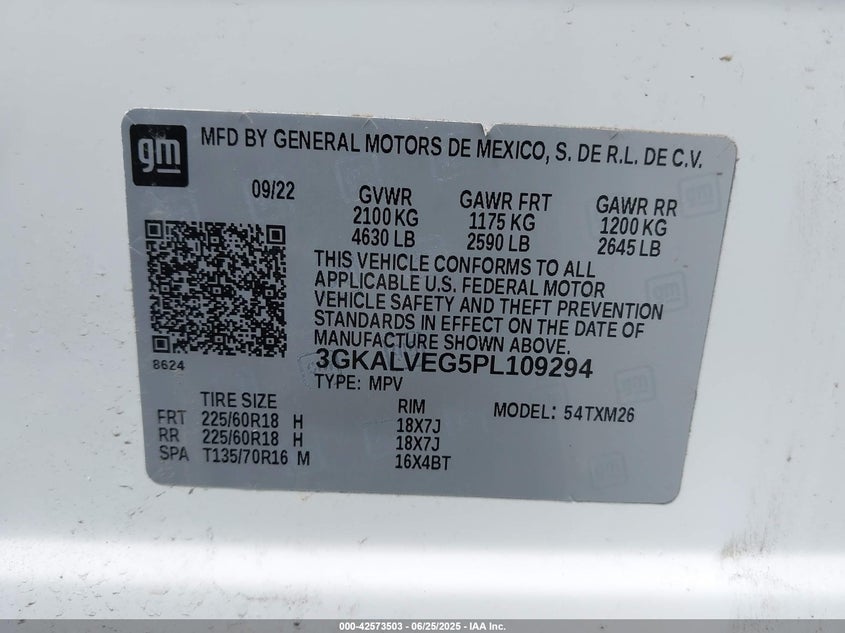 gm
MFD BY GENERAL MOTORS DE MEXICO, S. DE R.L. DE C.V.
09/22 GVWR GAWR FRT GAWR RR
2100 KG 1175 KG 1200 KG
4630 LB 2590 LB 2645 LB
THIS VEHICLE CONFORMS TO ALL
APPLICABLE U.S. FEDERAL MOTOR
VEHICLE SAFETY AND THEFT PREVENTION
STANDARDS IN EFFECT ON THE DATE OF
MANUFACTURE SHOWN ABOVE.
8624
3GKALVEG5PL109294
TYPE: MPV
TIRE SIZE RIM MODEL: 54TXM26
FRT 225/60R18 H 18X7J
RR 225/60R18 H 18X7J
SPA T135/70R16 M 16X4BT
000-42573503 - 06/25/2025 - IAA Inc.